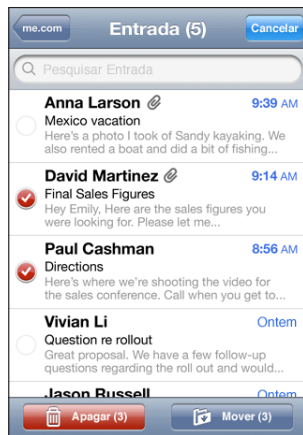 me.com
Entrada (5)
Cancelar
Pesquisar Entrada
Anna Larson
9:39 AM
Mexico vacation
Here's a photo I took of Sandy kayaking. We
also rented a boat and did a bit of fishing...
David Martinez
9:14 AM
Final Sales Figures
Hey Emily, Here are the sales figures you
were looking for. Please let me...
Paul Cashman
8:56 AM
Directions
Here's where we're shooting the video for
the sales conference. Call when you get to...
Vivian Li
Ontem
Question re rollout
Great proposal. We have a few follow-up
questions regarding the roll out and would...
Jason Russell
Ontem
Apagar (3)
Mover (3)